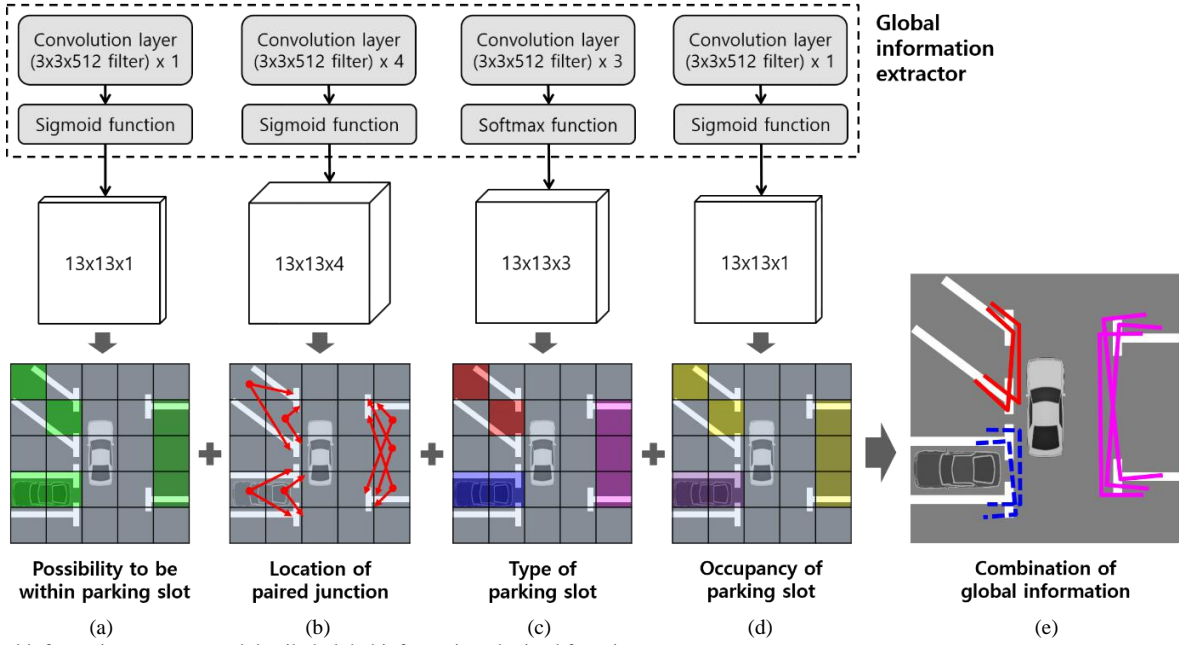 Convolution layer
(3x3x512 filter) x 1
Convolution layer
(3x3x512 filter) x 4
Convolution layer
(3x3x512 filter) x 3
Convolution layer
(3x3x512 filter) x 1
Global
information
extractor
Sigmoid function
Sigmoid function
Softmax function
Sigmoid function
13x13x1
13x13x4
13x13x3
13x13x1
Possibility to be
within parking slot
Location of
paired junction
Type of
parking slot
Occupancy of
parking slot
Combination of
global information
(a)
(b)
(c)
(d)
(e)